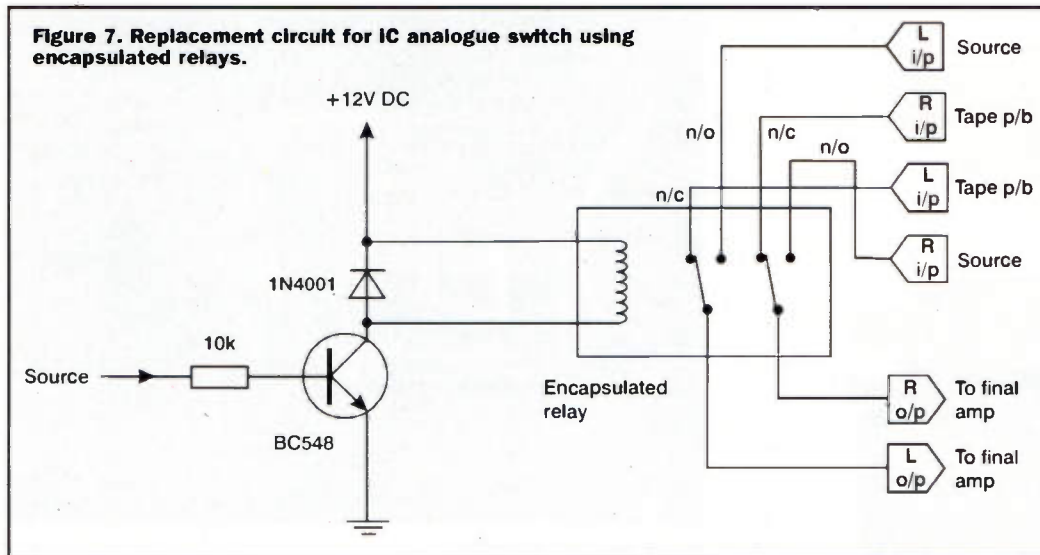 Figure 7. Replacement circuit for IC analogue switch using
encapsulated relays.
+12V DC
1N4001
10k
Source
BC548
Encapsulated
relay
n/o
n/c
n/o
n/c
L
i/p
Source
R
i/p
Tape p/b
L
i/p
Tape p/b
R
i/p
Source
R
o/p
To final
amp
L
o/p
To final
amp